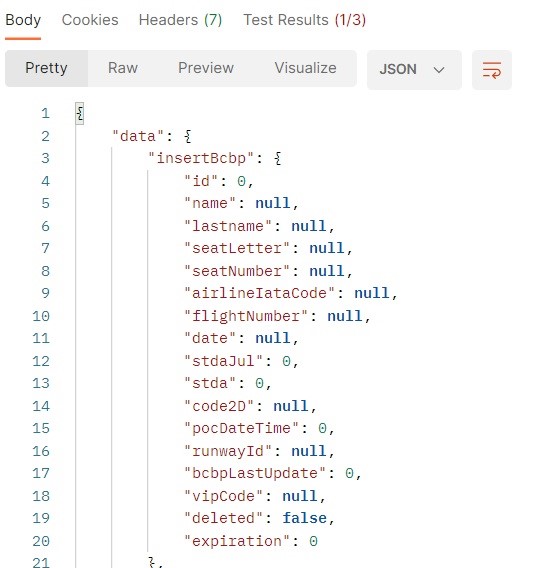 Body Cookies Headers (7) Test Results (1/3)
Pretty Raw Preview Visualize JSON
1 {
2 "data": {
3 "insertBcbp": {
4 "id": 0,
5 "name": null,
6 "lastname": null,
7 "seatLetter": null,
8 "seatNumber": null,
9 "airlineIataCode": null,
10 "flightNumber": null,
11 "date": null,
12 "stdaJul": 0,
13 "stda": 0,
14 "code2D": null,
15 "pocDateTime": 0,
16 "runwayId": null,
17 "bcbpLastUpdate": 0,
18 "vipCode": null,
19 "deleted": false,
20 "expiration": 0
21 },